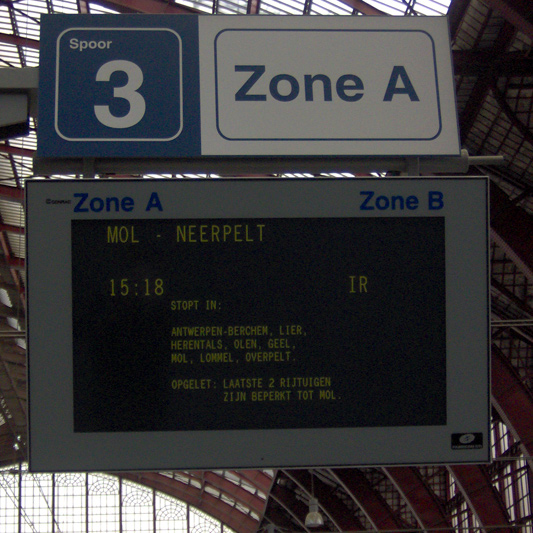 Spoor
3
Zone A
Zone A Zone B
MOL - NEERPELT
15:18 IR
STOPT IN:
ANTWERPEN-BERCHEM, LIER,
HERENTALS, OLEN, GEEL,
MOL, LOMMEL, OVERPELT.
OPGELET: LAATSTE 2 RIJTUIGEN
ZIJN BEPERKT TOT MOL.